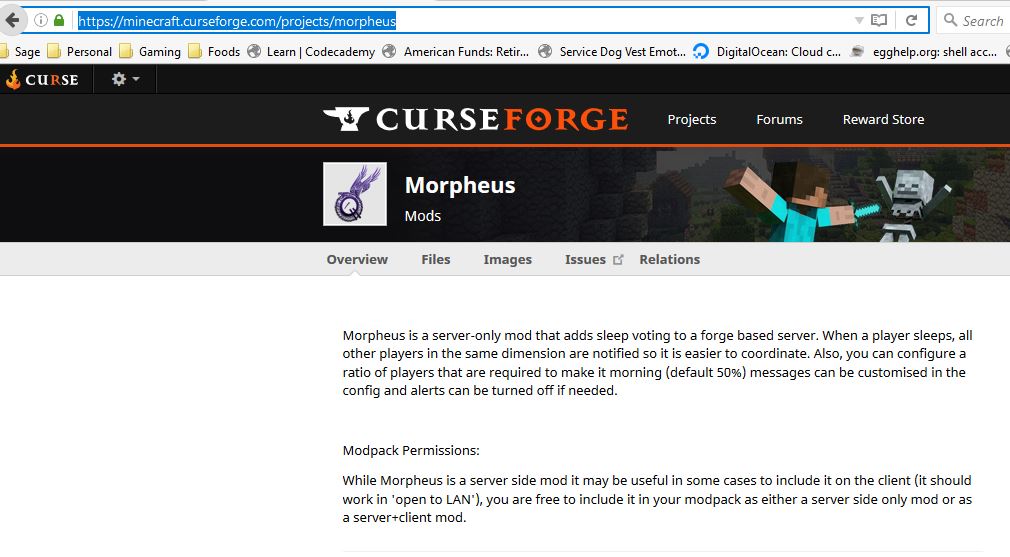 https://minecraft.curseforge.com/projects/morpheus
Search
Sage Personal Gaming Foods Learn | Codecademy American Funds: Retir... Service Dog Vest Emot... DigitalOcean: Cloud c... egghelp.org: shell acc...
CURSE
CURSEFORGE Projects Forums Reward Store
Morpheus
Mods
Overview Files Images Issues Relations
Morpheus is a server-only mod that adds sleep voting to a forge based server. When a player sleeps, all
other players in the same dimension are notified so it is easier to coordinate. Also, you can configure a
ratio of players that are required to make it morning (default 50%) messages can be customised in the
config and alerts can be turned off if needed.
Modpack Permissions:
While Morpheus is a server side mod it may be useful in some cases to include it on the client (it should
work in 'open to LAN'), you are free to include it in your modpack as either a server side only mod or as
a server+client mod.